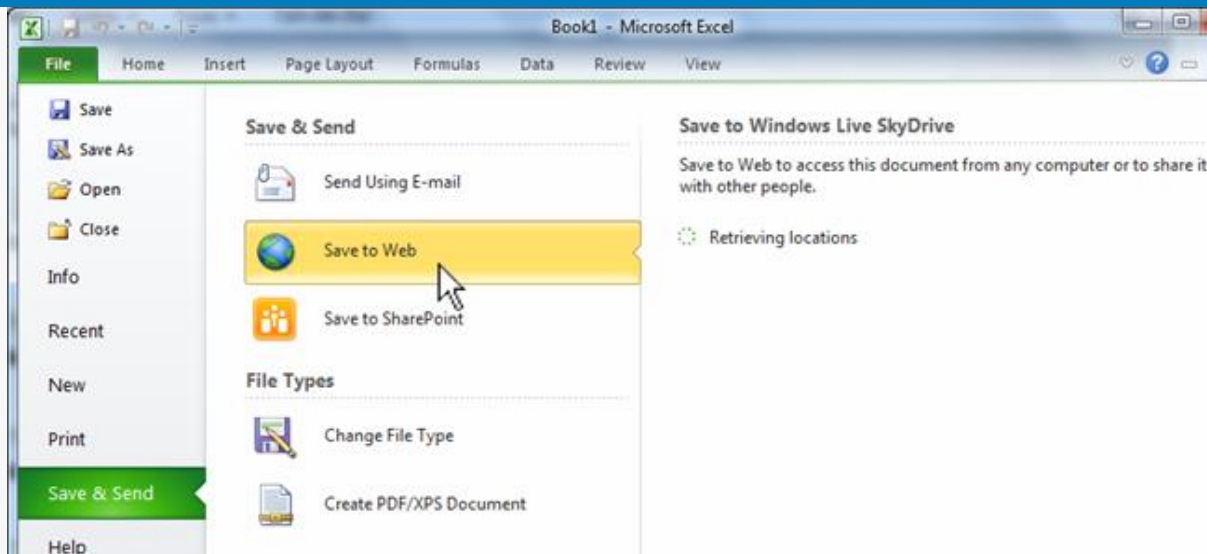 Book1 - Microsoft Excel
File Home Insert Page Layout Formulas Data Review View
Save
Save As
Open
Close
Info
Recent
New
Print
Save & Send
Help
Save & Send
Send Using E-mail
Save to Web
Save to SharePoint
File Types
Change File Type
Create PDF/XPS Document
Save to Windows Live SkyDrive
Save to Web to access this document from any computer or to share it
with other people.
Retrieving locations